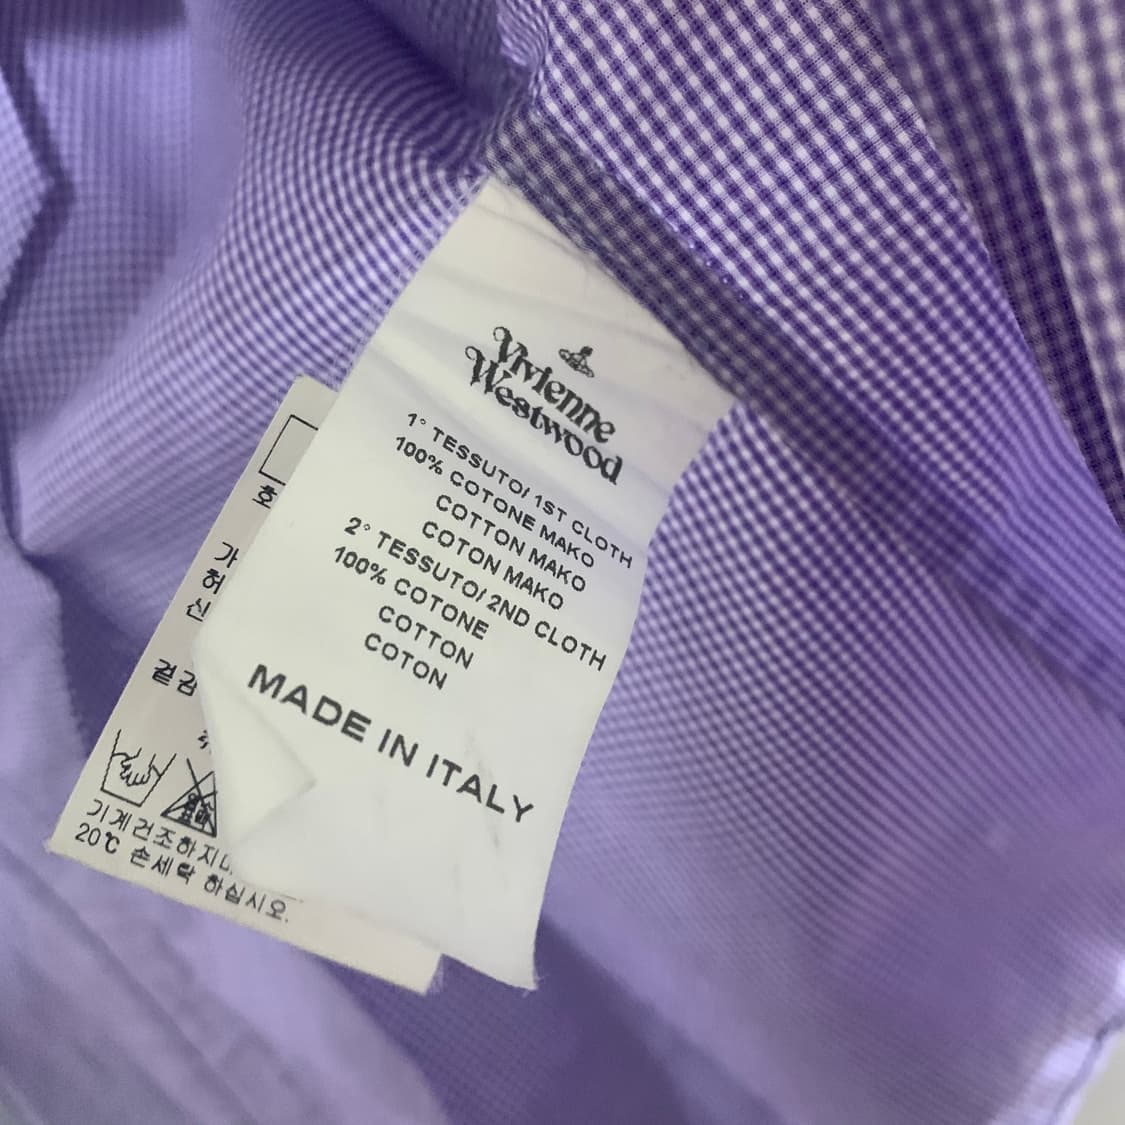 Vivienne
Westwood
1° TESSUTO/ 1ST CLOTH
100% COTONE MAKO
COTTON MAKO
COTON MAKO
2° TESSUTO/ 2ND CLOTH
100% COTONE
COTTON
COTON
MADE IN ITALY
호
가
허
신
겉감
기계건조하지
20℃ 손세탁 하십시오.